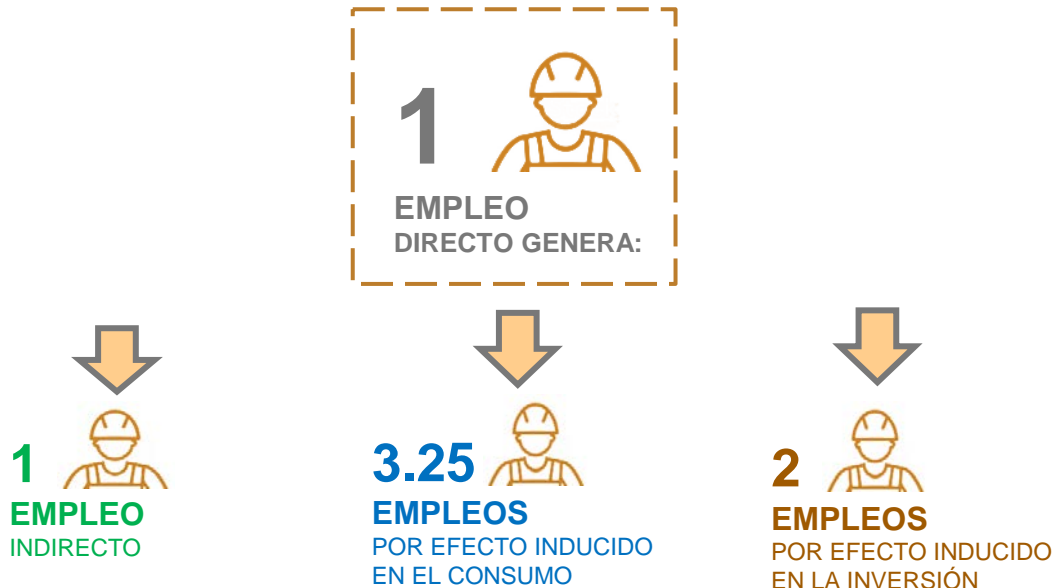 1
EMPLEO
DIRECTO GENERA:
1
EMPLEO
INDIRECTO
3.25
EMPLEOS
POR EFECTO INDUCIDO
EN EL CONSUMO
2
EMPLEOS
POR EFECTO INDUCIDO
EN LA INVERSIÓN